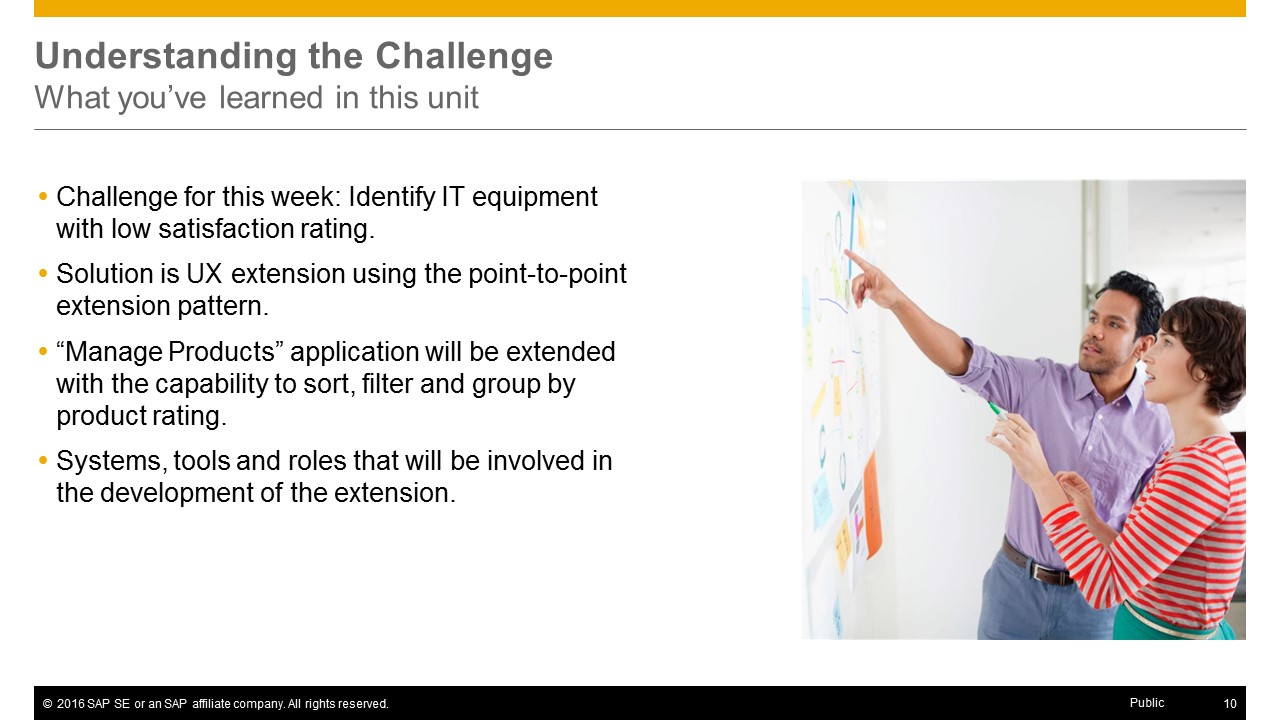 Understanding the Challenge
What you’ve learned in this unit
• Challenge for this week: Identify IT equipment
with low satisfaction rating.
• Solution is UX extension using the point-to-point
extension pattern.
• “Manage Products” application will be extended
with the capability to sort, filter and group by
product rating.
• Systems, tools and roles that will be involved in
the development of the extension.
© 2016 SAP SE or an SAP affiliate company. All rights reserved.
Public
10